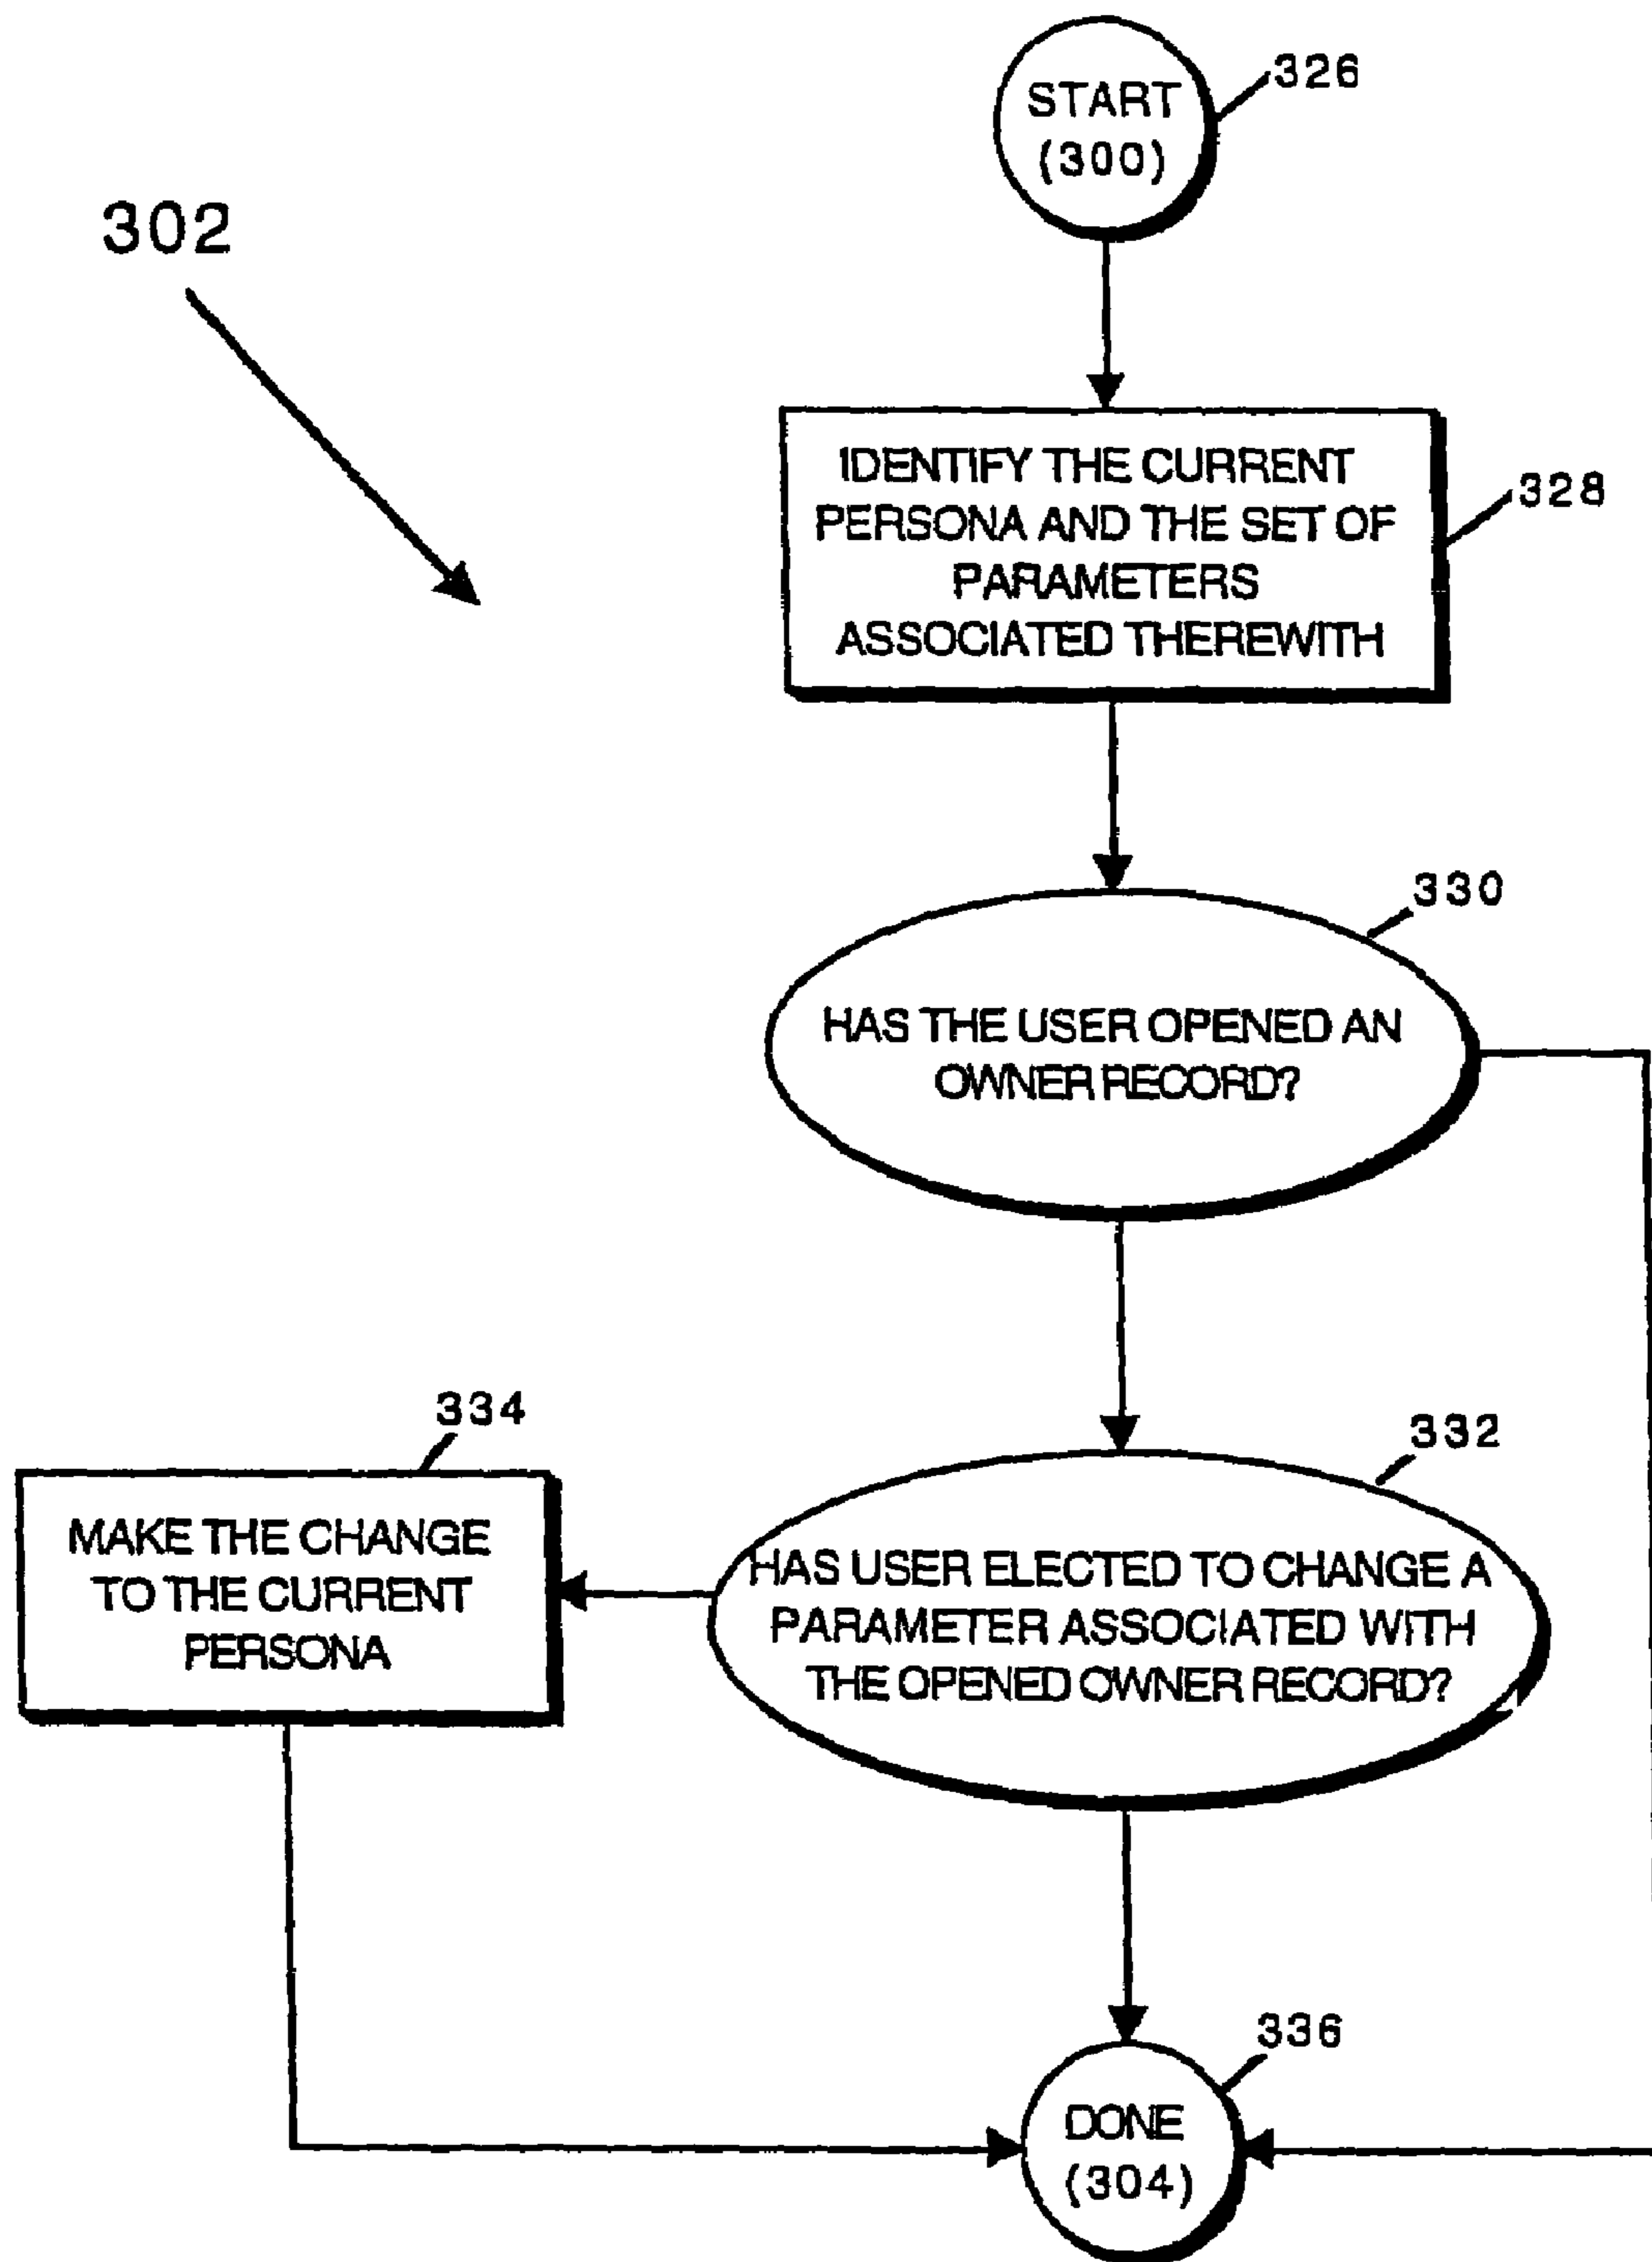 326
START
(300)
302
IDENTIFY THE CURRENT
PERSONA AND THE SET OF
PARAMETERS
ASSOCIATED THEREWITH
328
330
HAS THE USER OPENED AN
OWNER RECORD?
334
332
MAKE THE CHANGE
TO THE CURRENT
PERSONA
HAS USER ELECTED TO CHANGE A
PARAMETER ASSOCIATED WITH
THE OPENED OWNER RECORD?
336
DONE
(304)